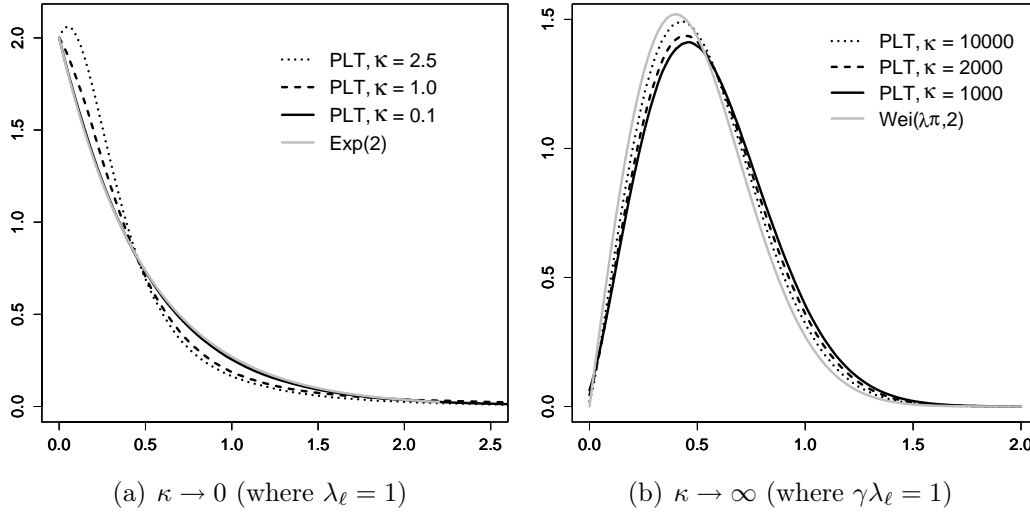 2.0
1.5
1.0
0.5
0.0
PLT, κ = 2.5
PLT, κ = 1.0
PLT, κ = 0.1
Exp(2)
0.0 0.5 1.0 1.5 2.0 2.5
(a) κ → 0 (where λ_ℓ = 1)
1.5
1.0
0.5
0.0
PLT, κ = 10000
PLT, κ = 2000
PLT, κ = 1000
Wei(λπ,2)
0.0 0.5 1.0 1.5 2.0
(b) κ → ∞ (where γλ_ℓ = 1)